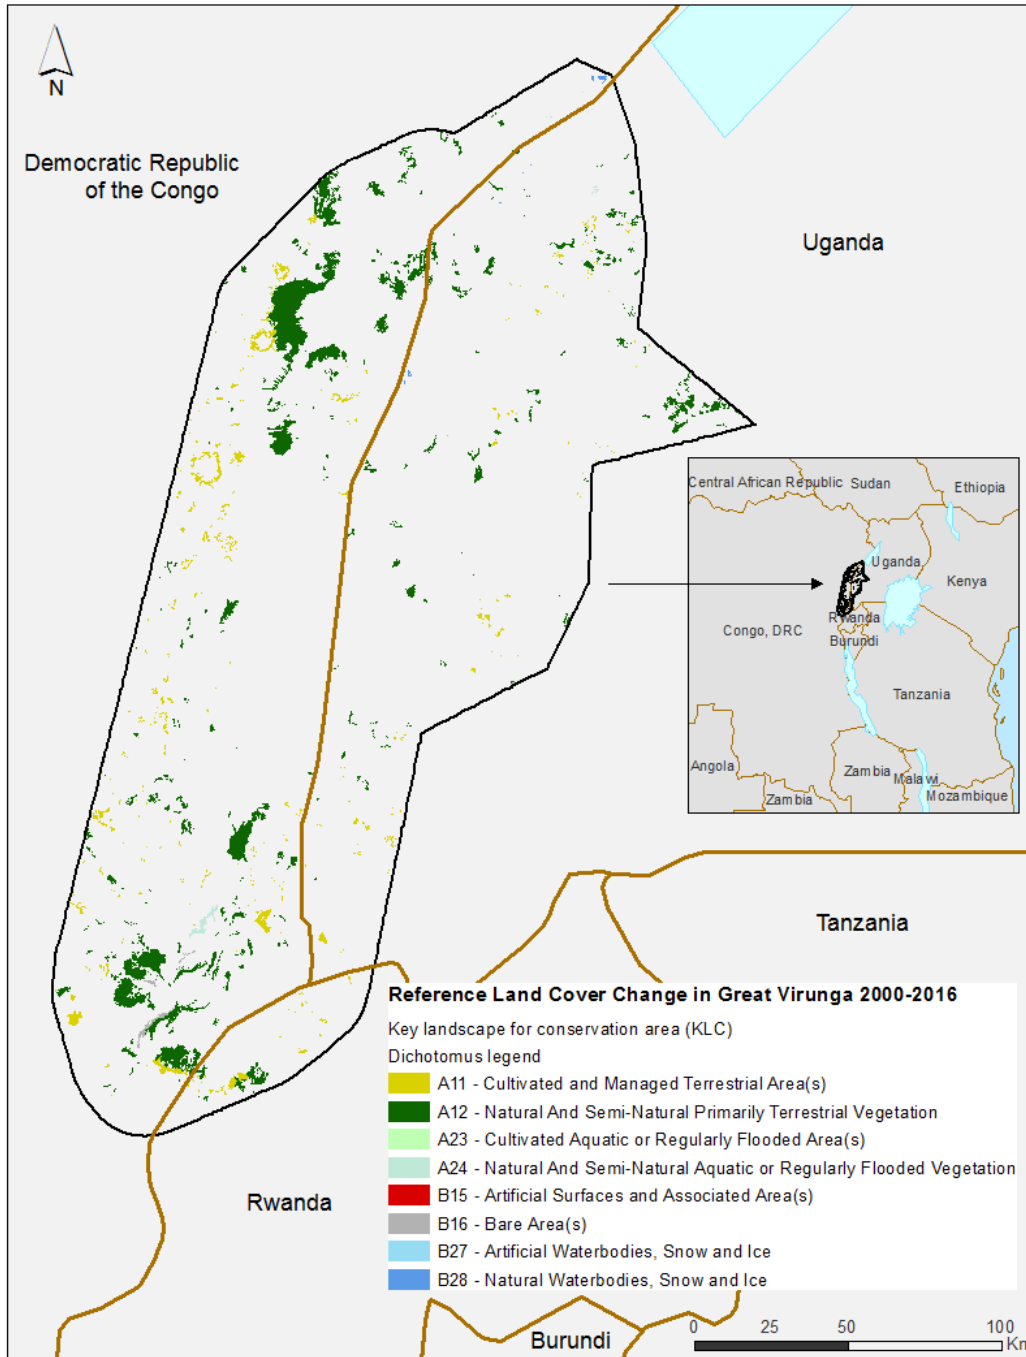 N
Democratic Republic
of the Congo
Uganda
Central African Republic
Sudan
Ethiopia
Uganda
Kenya
Rwanda
Congo, DRC
Burundi
Tanzania
Angola
Zambia
Malawi
Mozambique
Zambia
Tanzania
Reference Land Cover Change in Great Virunga 2000-2016
Key landscape for conservation area (KLC)
Dichotomus legend
A11 - Cultivated and Managed Terrestrial Area(s)
A12 - Natural And Semi-Natural Primarily Terrestrial Vegetation
A23 - Cultivated Aquatic or Regularly Flooded Area(s)
A24 - Natural And Semi-Natural Aquatic or Regularly Flooded Vegetation
B15 - Artificial Surfaces and Associated Area(s)
B16 - Bare Area(s)
B27 - Artificial Waterbodies, Snow and Ice
B28 - Natural Waterbodies, Snow and Ice
Rwanda
Burundi
0 25 50 100
Km